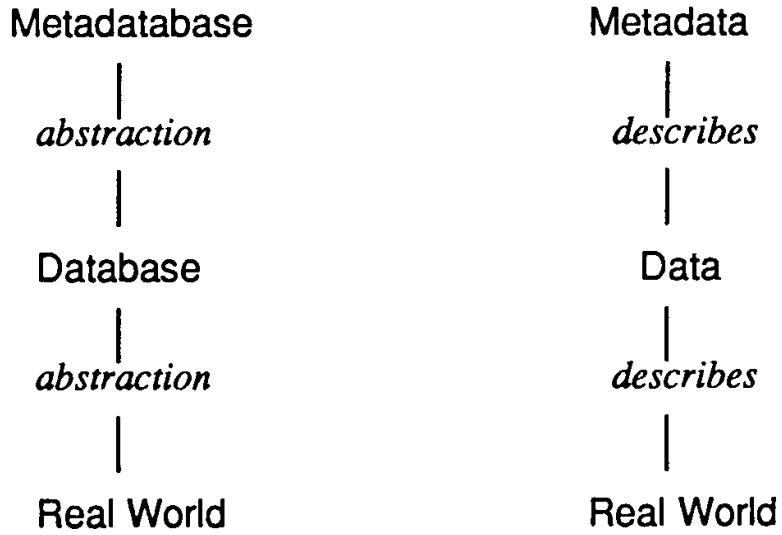 Metadatabase
abstraction
Database
abstraction
Real World
Metadata
describes
Data
describes
Real World